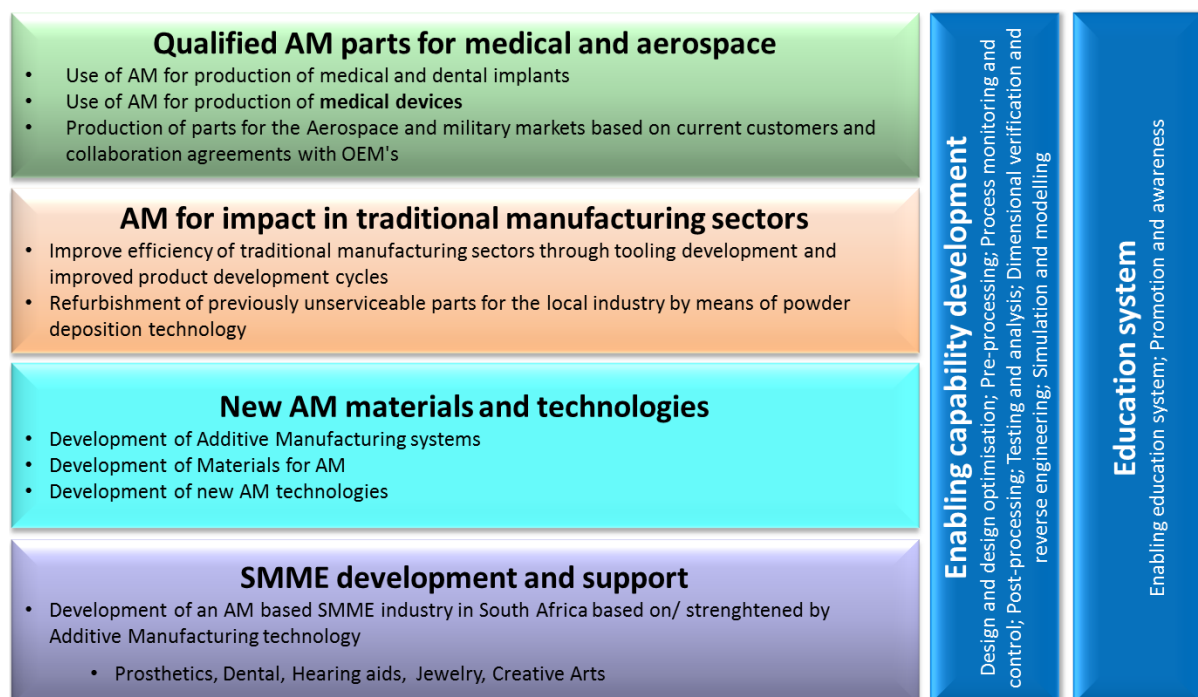 Qualified AM parts for medical and aerospace
• Use of AM for production of medical and dental implants
• Use of AM for production of medical devices
• Production of parts for the Aerospace and military markets based on current customers and
collaboration agreements with OEM's
AM for impact in traditional manufacturing sectors
• Improve efficiency of traditional manufacturing sectors through tooling development and
improved product development cycles
• Refurbishment of previously unserviceable parts for the local industry by means of powder
deposition technology
New AM materials and technologies
• Development of Additive Manufacturing systems
• Development of Materials for AM
• Development of new AM technologies
SMME development and support
• Development of an AM based SMME industry in South Africa based on/ strenghtened by
Additive Manufacturing technology
• Prosthetics, Dental, Hearing aids, Jewelry, Creative Arts
Enabling capability development
Design and design optimisation; Pre-processing; Process monitoring and
control; Post-processing; Testing and analysis; Dimensional verification and
reverse engineering; Simulation and modelling
Education system
Enabling education system; Promotion and awareness